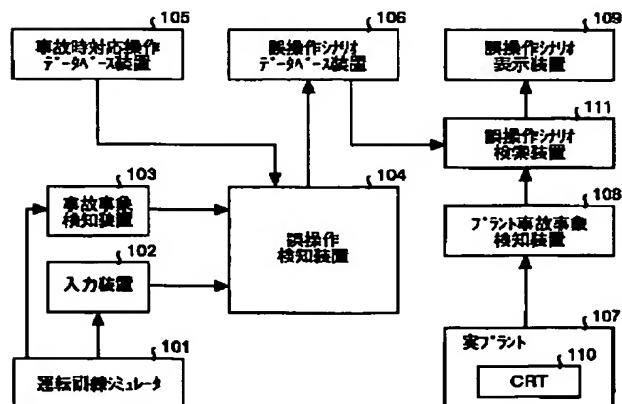 105
事故時対応操作
データベース装置
106
誤操作シナリオ
データベース装置
109
誤操作シナリオ
表示装置
111
誤操作シナリオ
検索装置
103
事故事象
検知装置
104
誤操作
検知装置
108
プラント事故事象
検知装置
102
入力装置
107
実プラント
110
CRT
101
運転訓練シミュレータ